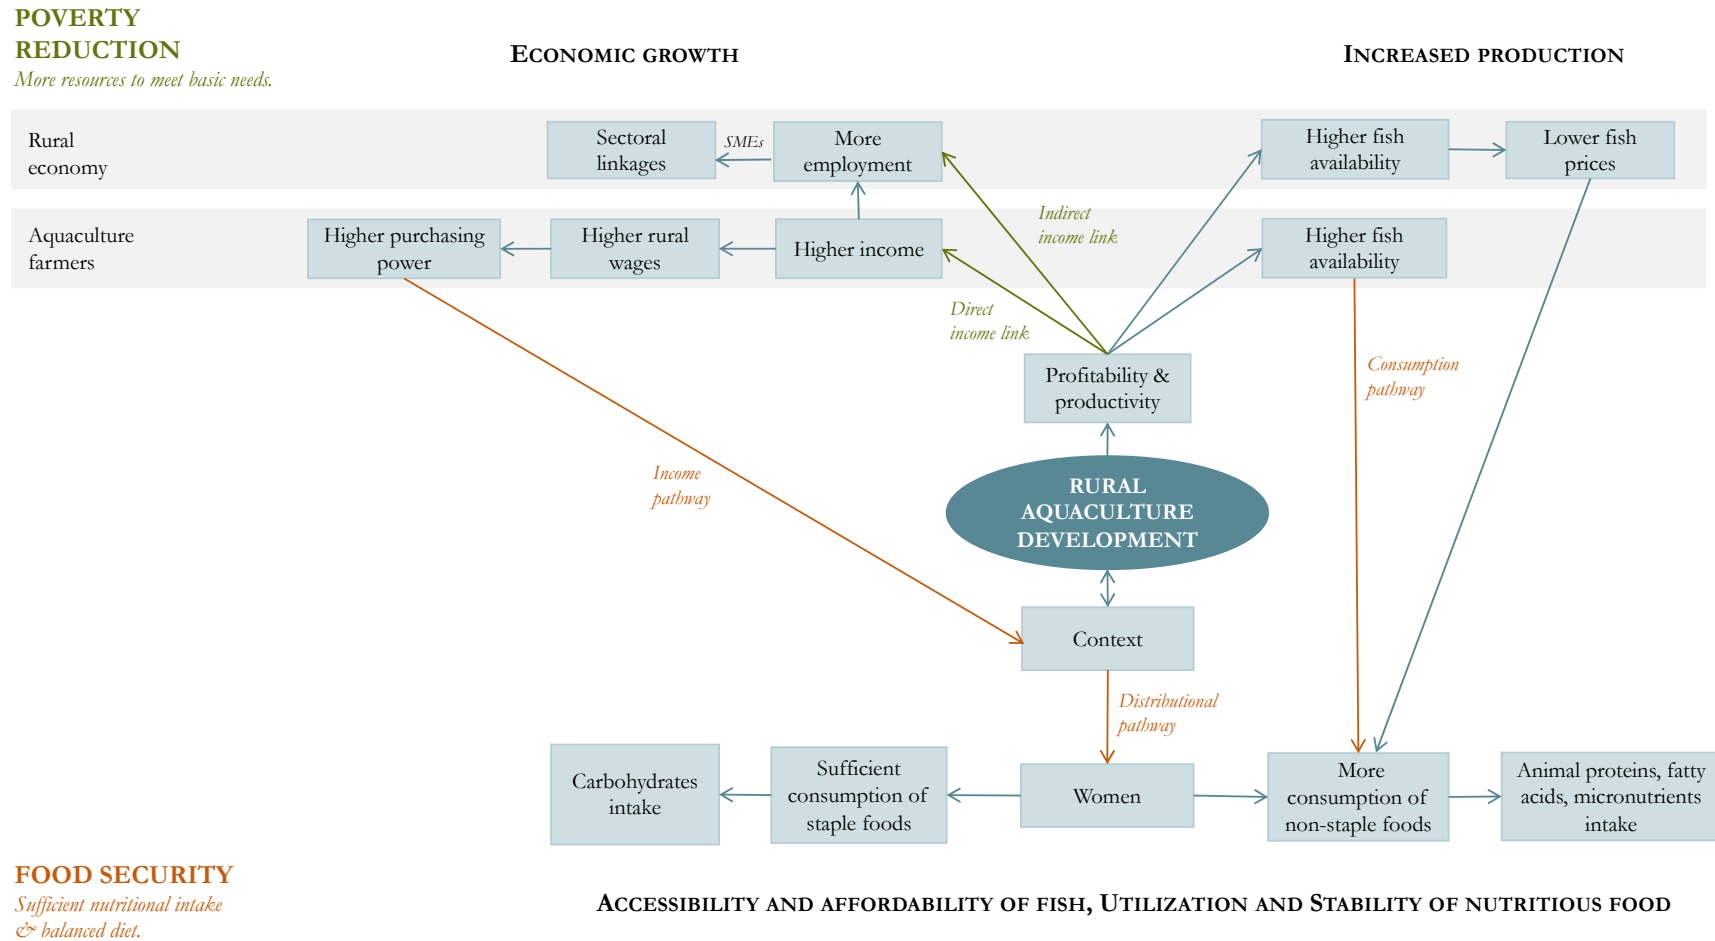 POVERTY
REDUCTION
More resources to meet basic needs.
ECONOMIC GROWTH
INCREASED PRODUCTION
Rural
economy
Sectoral
linkages
SMEs
More
employment
Higher fish
availability
Lower fish
prices
Aquaculture
farmers
Higher purchasing
power
Higher rural
wages
Higher income
Indirect
income link
Higher fish
availability
Direct
income link
Profitability &
productivity
Consumption
pathway
Income
pathway
RURAL
AQUACULTURE
DEVELOPMENT
Context
Distributional
pathway
Carbohydrates
intake
Sufficient
consumption of
staple foods
Women
More
consumption of
non-staple foods
Animal proteins, fatty
acids, micronutrients
intake
FOOD SECURITY
Sufficient nutritional intake
& balanced diet.
ACCESSIBILITY AND AFFORDABILITY OF FISH, UTILIZATION AND STABILITY OF NUTRITIOUS FOOD